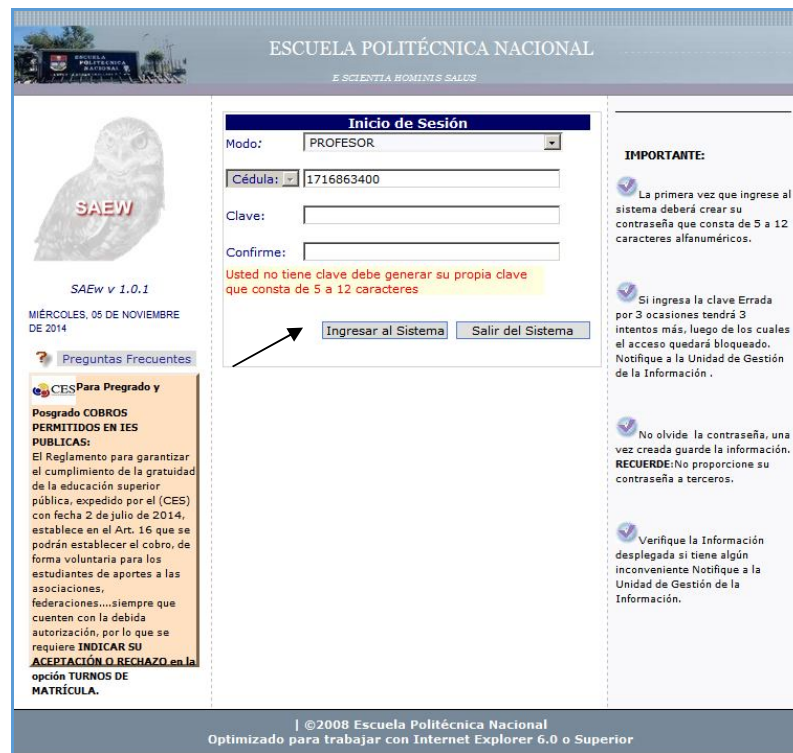 ESCUELA
POLITECNICA
NACIONAL
ESCUELA POLITÉCNICA NACIONAL
E SCIENTIA HOMINIS SALUS
SAEW
SAEw v 1.0.1
MIÉRCOLES, 05 DE NOVIEMBRE
DE 2014
Preguntas Frecuentes
CES Para Pregrado y
Posgrado COBROS
PERMITIDOS EN IES
PUBLICAS:
El Reglamento para garantizar
el cumplimiento de la gratuidad
de la educación superior
pública, expedido por el (CES)
con fecha 2 de julio de 2014,
establece en el Art. 16 que se
podrán establecer el cobro, de
forma voluntaria para los
estudiantes de aportes a las
asociaciones,
federaciones....siempre que
cuenten con la debida
autorización, por lo que se
requiere INDICAR SU
ACEPTACIÓN O RECHAZO en la
opción TURNOS DE
MATRÍCULA.
Inicio de Sesión
Modo: PROFESOR
Cédula: 1716863400
Clave:
Confirme:
Usted no tiene clave debe generar su propia clave
que consta de 5 a 12 caracteres
Ingresar al Sistema Salir del Sistema
IMPORTANTE:
La primera vez que ingrese al
sistema deberá crear su
contraseña que consta de 5 a 12
caracteres alfanuméricos.
Si ingresa la clave Errada
por 3 ocasiones tendrá 3
intentos más, luego de los cuales
el acceso quedará bloqueado.
Notifique a la Unidad de Gestión
de la Información .
No olvide la contraseña, una
vez creada guarde la información.
RECUERDE:No proporcione su
contraseña a terceros.
Verifique la Información
desplegada si tiene algún
inconveniente Notifique a la
Unidad de Gestión de la
Información.
| ©2008 Escuela Politécnica Nacional
Optimizado para trabajar con Internet Explorer 6.0 o Superior